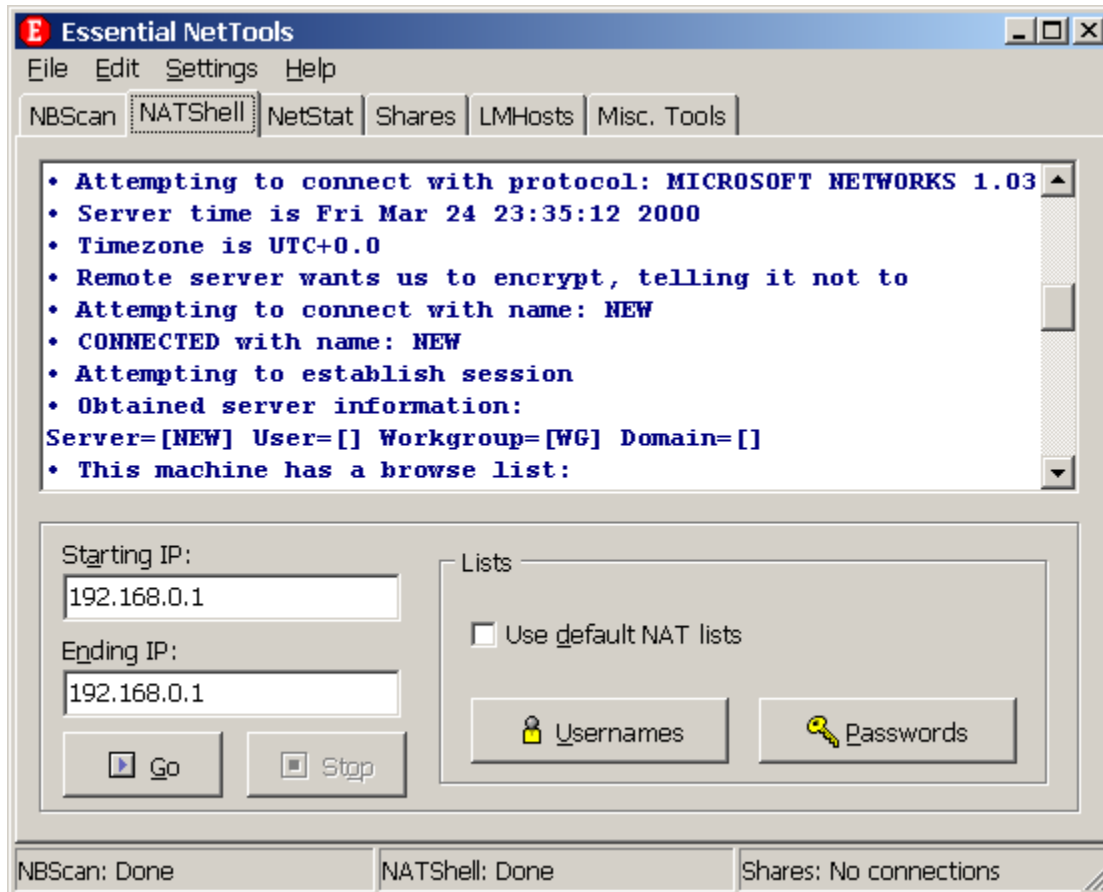 Essential NetTools
File Edit Settings Help
NBScan NATShell NetStat Shares LMHosts Misc. Tools
• Attempting to connect with protocol: MICROSOFT NETWORKS 1.03
• Server time is Fri Mar 24 23:35:12 2000
• Timezone is UTC+0.0
• Remote server wants us to encrypt, telling it not to
• Attempting to connect with name: NEW
• CONNECTED with name: NEW
• Attempting to establish session
• Obtained server information:
Server=[NEW] User=[] Workgroup=[WG] Domain=[]
• This machine has a browse list:
Starting IP:
192.168.0.1
Ending IP:
192.168.0.1
Go Stop
Lists
Use default NAT lists
Usernames Passwords
NBScan: Done NATShell: Done Shares: No connections